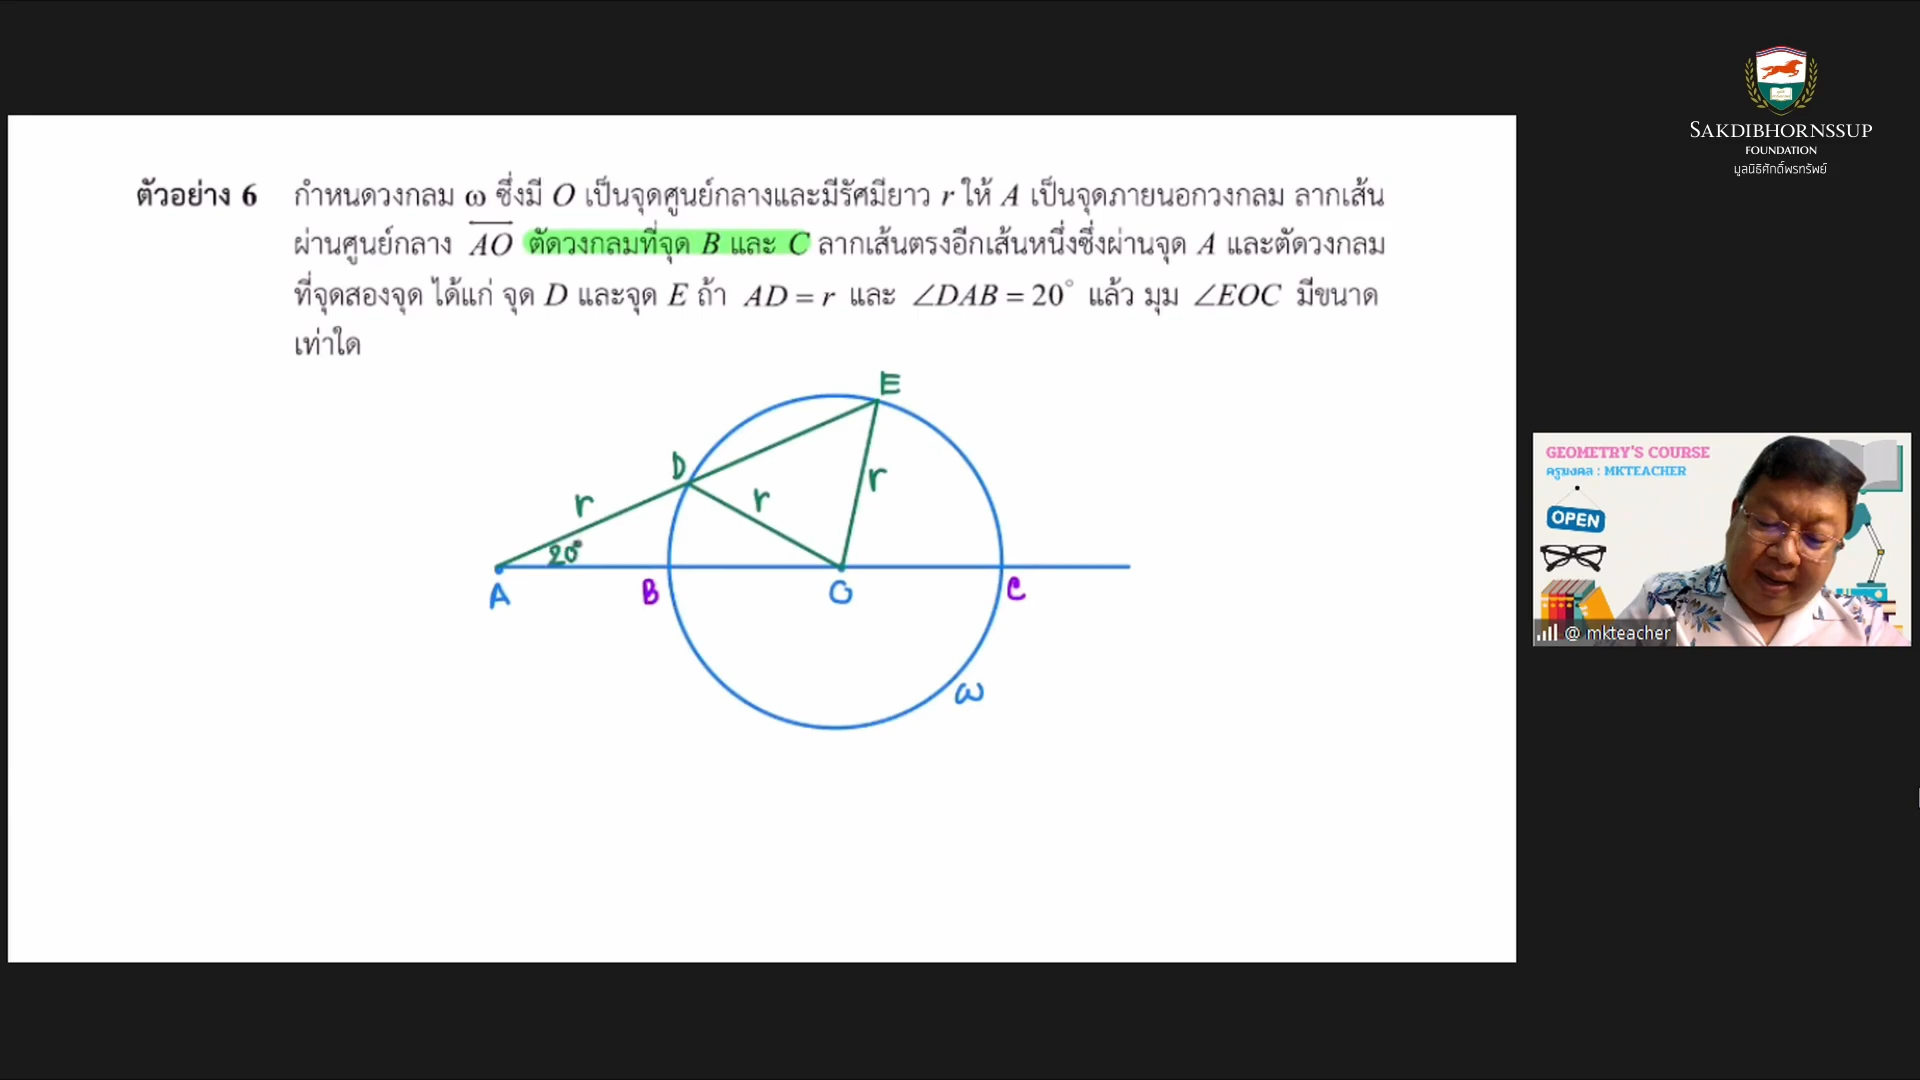 SAKDIBHORNSSUP
FOUNDATION
มูลนิธิศักดิ์พรทรัพย์
ตัวอย่าง 6 กำหนดวงกลม ω ซึ่งมี O เป็นจุดศูนย์กลางและมีรัศมียาว r ให้ A เป็นจุดภายนอกวงกลม ลากเส้น
ผ่านศูนย์กลาง AO ตัดวงกลมที่จุด B และ C ลากเส้นตรงอีกเส้นหนึ่งซึ่งผ่านจุด A และตัดวงกลม
ที่จุดสองจุด ได้แก่ จุด D และจุด E ถ้า AD = r และ ∠DAB = 20° แล้ว มุม ∠EOC มีขนาด
เท่าใด
E
D
r
r
r
20°
A
B
O
C
ω
GEOMETRY'S COURSE
ครูมงคล : MKTEACHER
OPEN
@ mkteacher